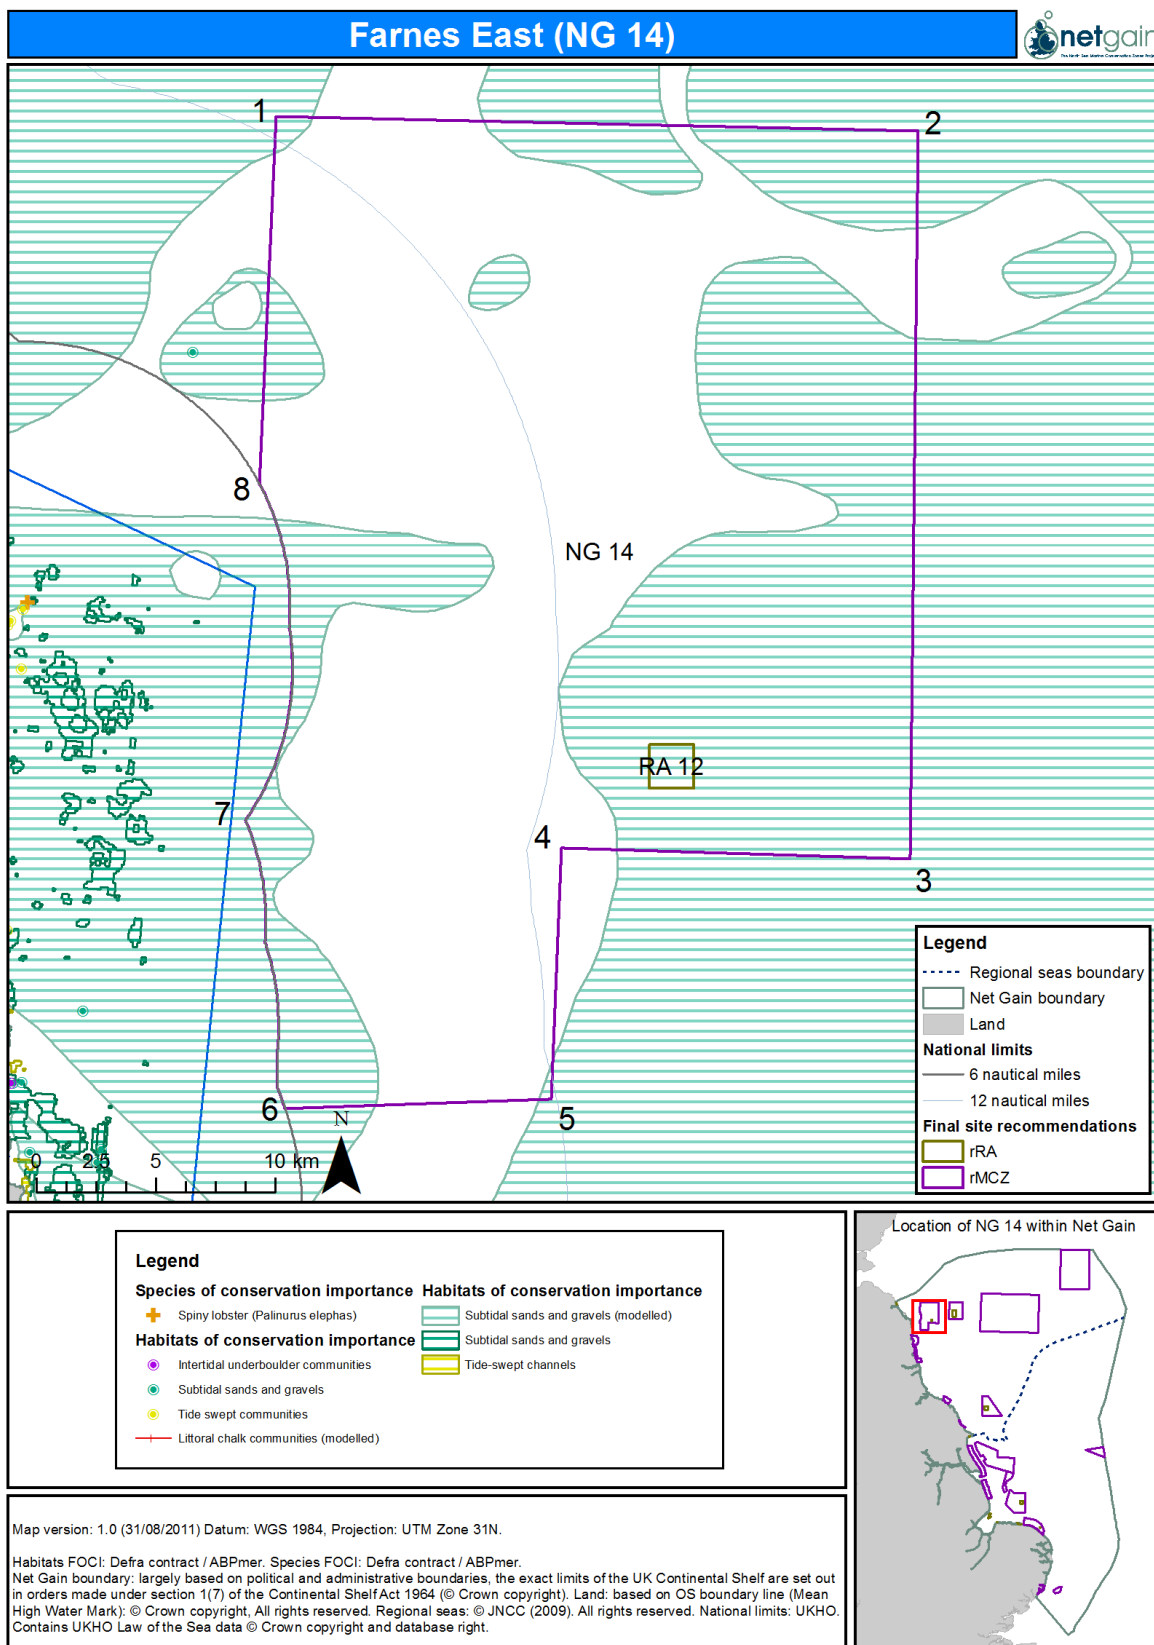 Farnes East (NG 14)
netgain
The North Sea Marine Conservation Zones Project
1
2
8
NG 14
RA 12
7
4
3
6
5
N
0 2.5 5 10 km
Legend
Regional seas boundary
Net Gain boundary
Land
National limits
6 nautical miles
12 nautical miles
Final site recommendations
rRA
rMCZ
Legend
Species of conservation importance
Spiny lobster (Palinurus elephas)
Habitats of conservation importance
Intertidal underboulder communities
Subtidal sands and gravels
Tide swept communities
Littoral chalk communities (modelled)
Habitats of conservation importance
Subtidal sands and gravels (modelled)
Subtidal sands and gravels
Tide-swept channels
Location of NG 14 within Net Gain
Map version: 1.0 (31/08/2011) Datum: WGS 1984, Projection: UTM Zone 31N.
Habitats FOCI: Defra contract / ABPmer. Species FOCI: Defra contract / ABPmer.
Net Gain boundary: largely based on political and administrative boundaries, the exact limits of the UK Continental Shelf are set out
in orders made under section 1(7) of the Continental Shelf Act 1964 (© Crown copyright). Land: based on OS boundary line (Mean
High Water Mark): © Crown copyright, All rights reserved. Regional seas: © JNCC (2009). All rights reserved. National limits: UKHO.
Contains UKHO Law of the Sea data © Crown copyright and database right.